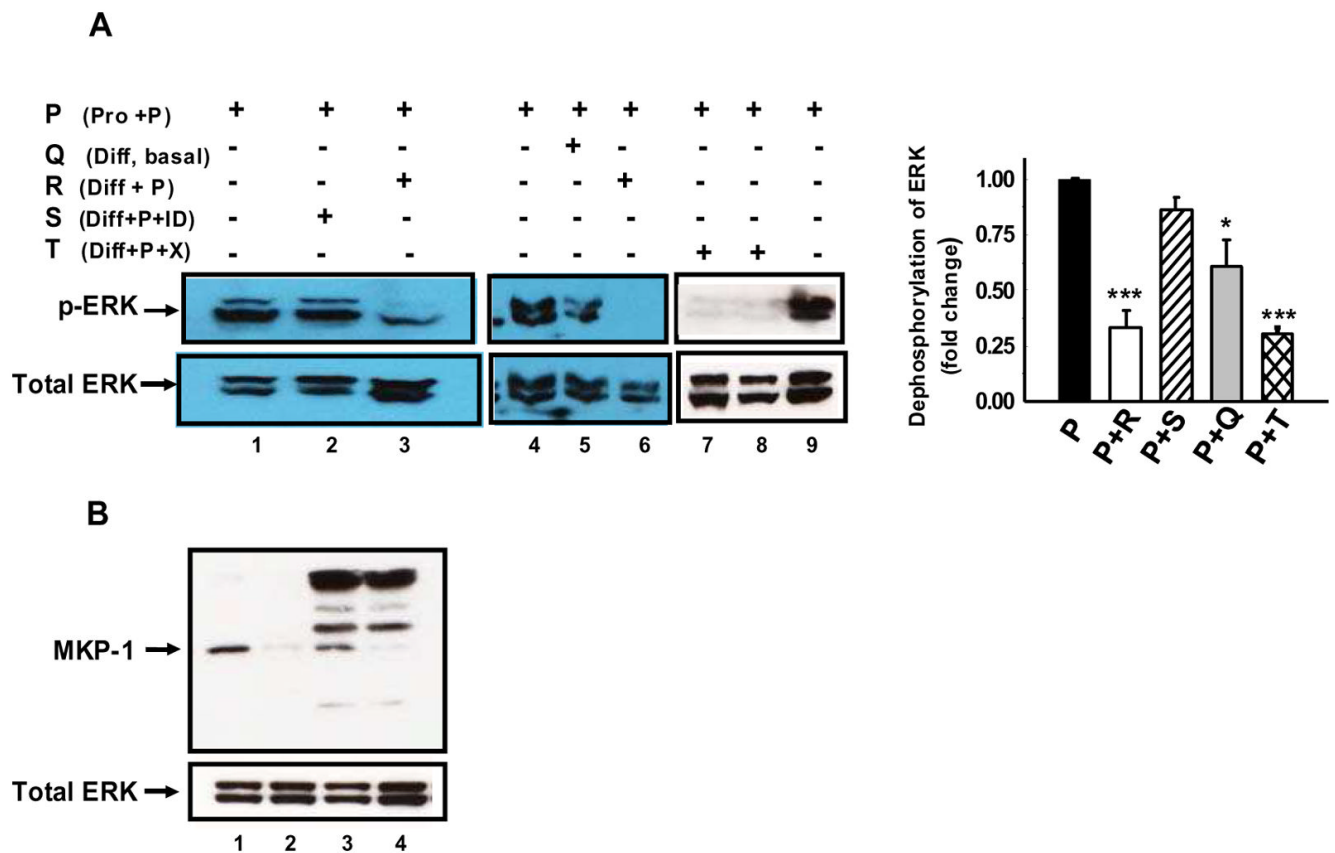 A
P (Pro +P) + + + + + + + + +
Q (Diff, basal) - - - - + - - - -
R (Diff + P) - - + - - + - - -
S (Diff+P+ID) - + - - - - - - -
T (Diff+P+X) - - - - - - + + -
p-ERK
Total ERK
1 2 3 4 5 6 7 8 9
Dephosphorylation of ERK
(fold change)
1.00
0.75
0.50
0.25
0.00
*** * ***
P P+R P+S P+Q P+T
B
MKP-1
Total ERK
1 2 3 4